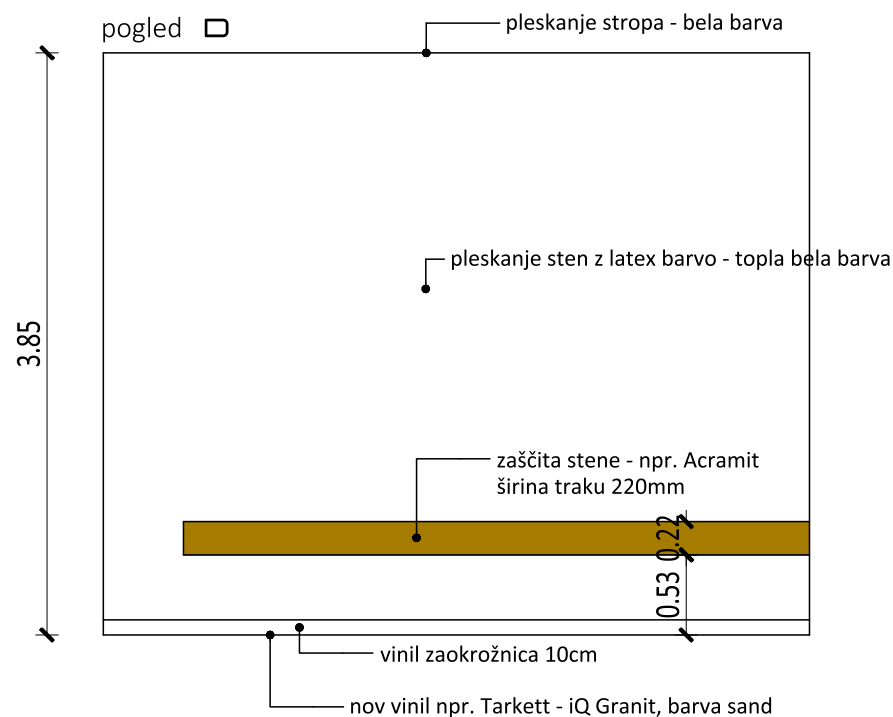 pogled D
pleskanje stropa - bela barva
pleskanje sten z latex barvo - topla bela barva
3.85
zaščita stene - npr. Acramit
širina traku 220mm
0.22
0.53
vinil zaokrožnica 10cm
nov vinil npr. Tarkett - iQ Granit, barva sand